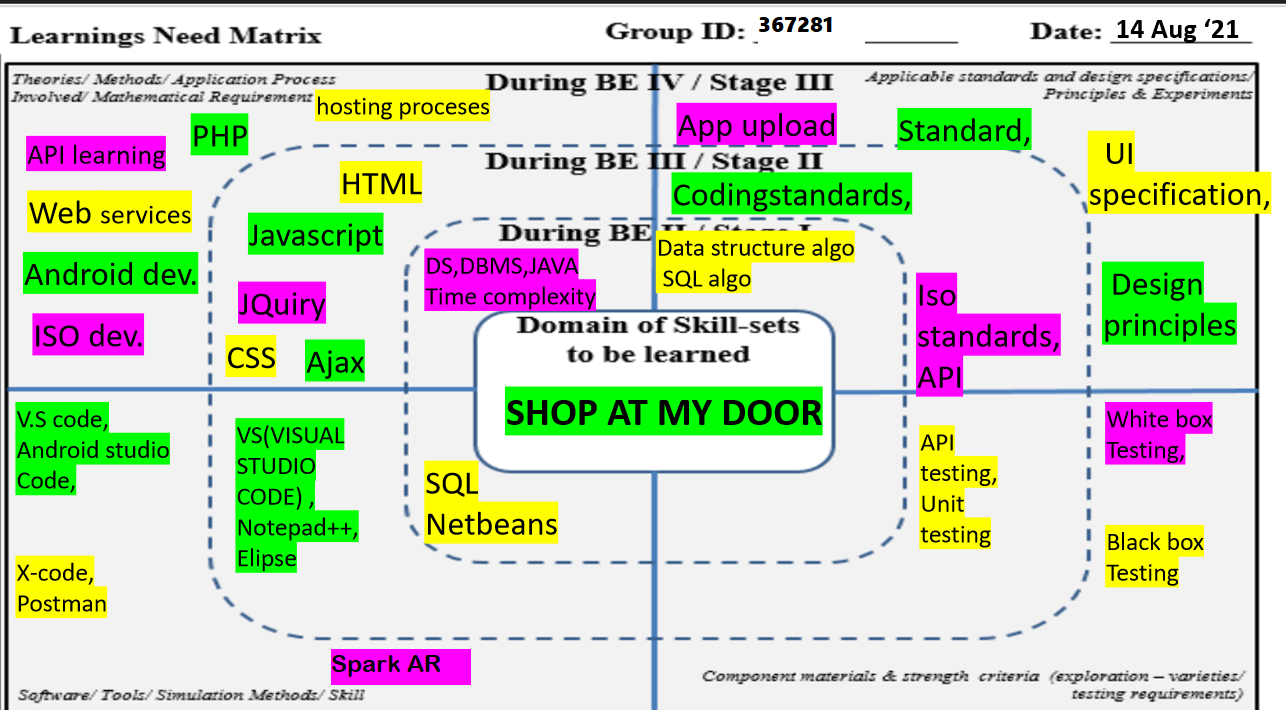 Learnings Need Matrix
Group ID: 367281
Date: 14 Aug ‘21
Theories/ Methods/ Application Process
Involved/ Mathematical Requirement
During BE IV / Stage III
Applicable standards and design specifications/
Principles & Experiments
hosting proceses
PHP
API learning
Web services
Android dev.
ISO dev.
App upload
Standard,
UI
specification,
Design
principles
During BE III / Stage II
HTML
Javascript
JQuiry
CSS
Ajax
Codingstandards,
Iso
standards,
API
During BE II / Stage I
DS,DBMS,JAVA
Time complexity
Data structure algo
SQL algo
Domain of Skill-sets
to be learned
SHOP AT MY DOOR
V.S code,
Android studio
Code,
X-code,
Postman
VS(VISUAL
STUDIO
CODE) ,
Notepad++,
Elipse
SQL
Netbeans
API
testing,
Unit
testing
White box
Testing,
Black box
Testing
Spark AR
Software/ Tools/ Simulation Methods/ Skill
Component materials & strength criteria (exploration – varieties/
testing requirements)